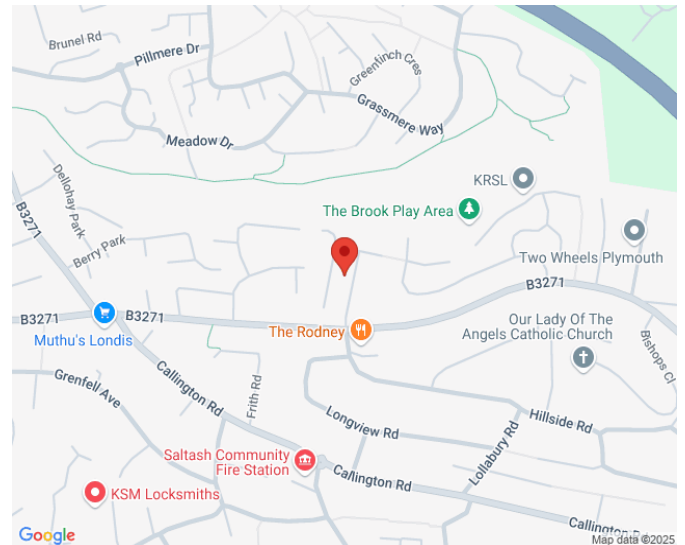 Brunel Rd
Pillmere Dr
Greenfinch Cres
Grassmere Way
Meadow Dr
Dellohay Park
KRSL
The Brook Play Area
B3271
Berry Park
Two Wheels Plymouth
B3271
B3271
B3271
Muthu's Londis
The Rodney
Our Lady Of The
Angels Catholic Church
Bishops Cl
Grenfell Ave
Callington Rd
Frith Rd
Longview Rd
Hillside Rd
Lollabury Rd
Saltash Community
Fire Station
Callington Rd
KSM Locksmiths
Callington Rd
Google
Map data ©2025